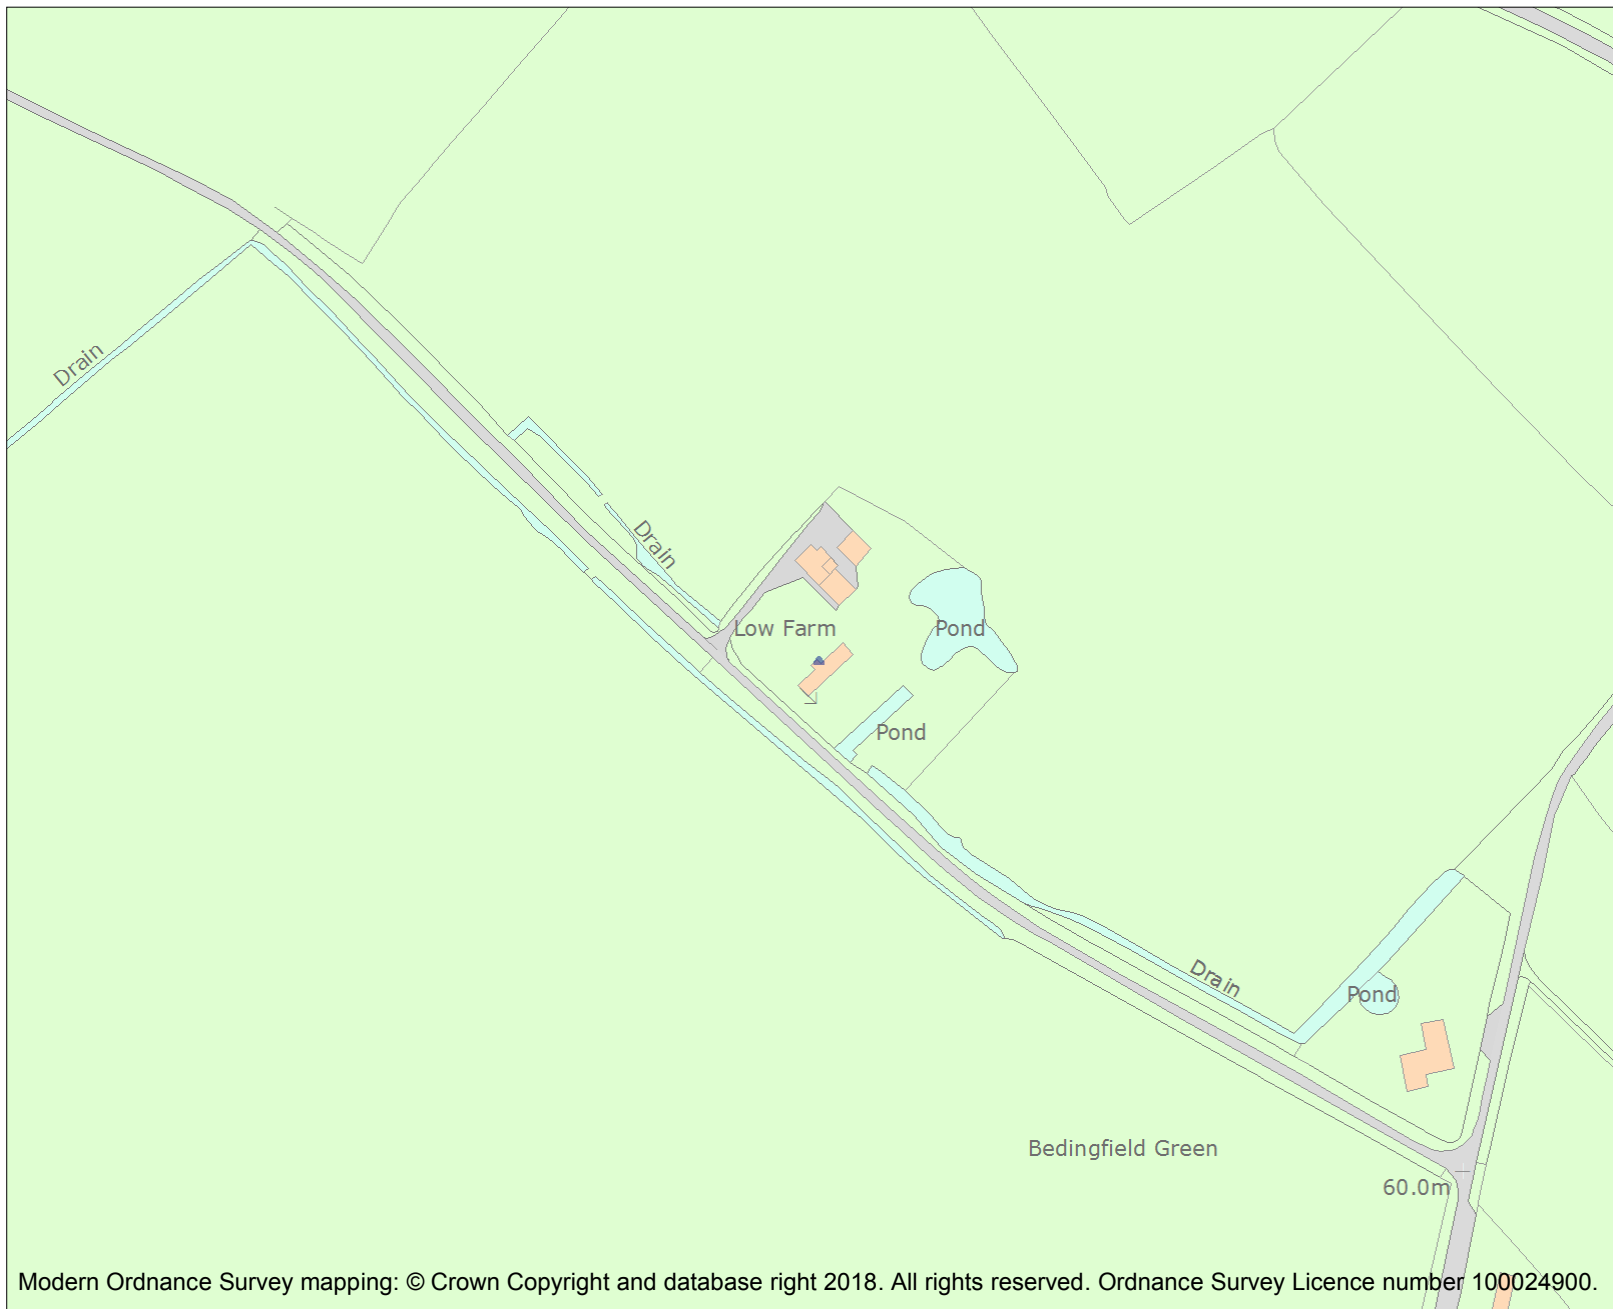 Drain
Drain
Low Farm
Pond
Pond
Drain
Pond
Bedingfield Green
60.0m
Modern Ordnance Survey mapping: © Crown Copyright and database right 2018. All rights reserved. Ordnance Survey Licence number 100024900.